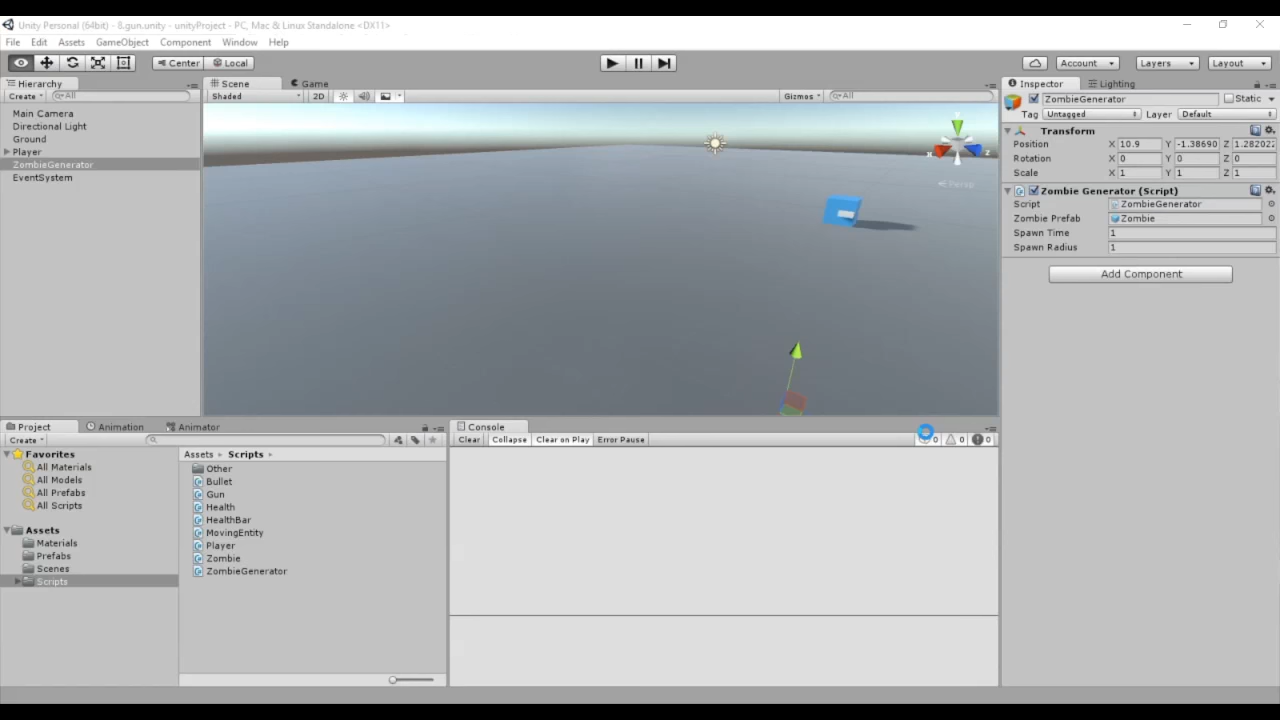 Unity Personal (64bit) - 8.gun.unity - unityProject - PC, Mac & Linux Standalone <DX11>
File Edit Assets GameObject Component Window Help
Center Local Account Layers Layout
Hierarchy
Create All
Main Camera
Directional Light
Ground
Player
ZombieGenerator
EventSystem
Scene Game
Shaded 2D Gizmos All
x z
Persp
Inspector Lighting
ZombieGenerator Static
Tag Untagged Layer Default
Transform
Position X 10.9 Y -1.38690 Z 1.282022
Rotation X 0 Y 0 Z 0
Scale X 1 Y 1 Z 1
Zombie Generator (Script)
Script ZombieGenerator
Zombie Prefab Zombie
Spawn Time 1
Spawn Radius 1
Add Component
Project Animation Animator
Create
Favorites
All Materials
All Models
All Prefabs
All Scripts
Assets
Materials
Prefabs
Scenes
Scripts
Assets Scripts
Other
Bullet
Gun
Health
HealthBar
MovingEntity
Player
Zombie
ZombieGenerator
Console
Clear Collapse Clear on Play Error Pause 0 0 0